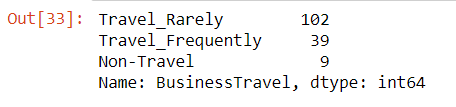 Out[33]: Travel_Rarely 102
Travel_Frequently 39
Non-Travel 9
Name: BusinessTravel, dtype: int64